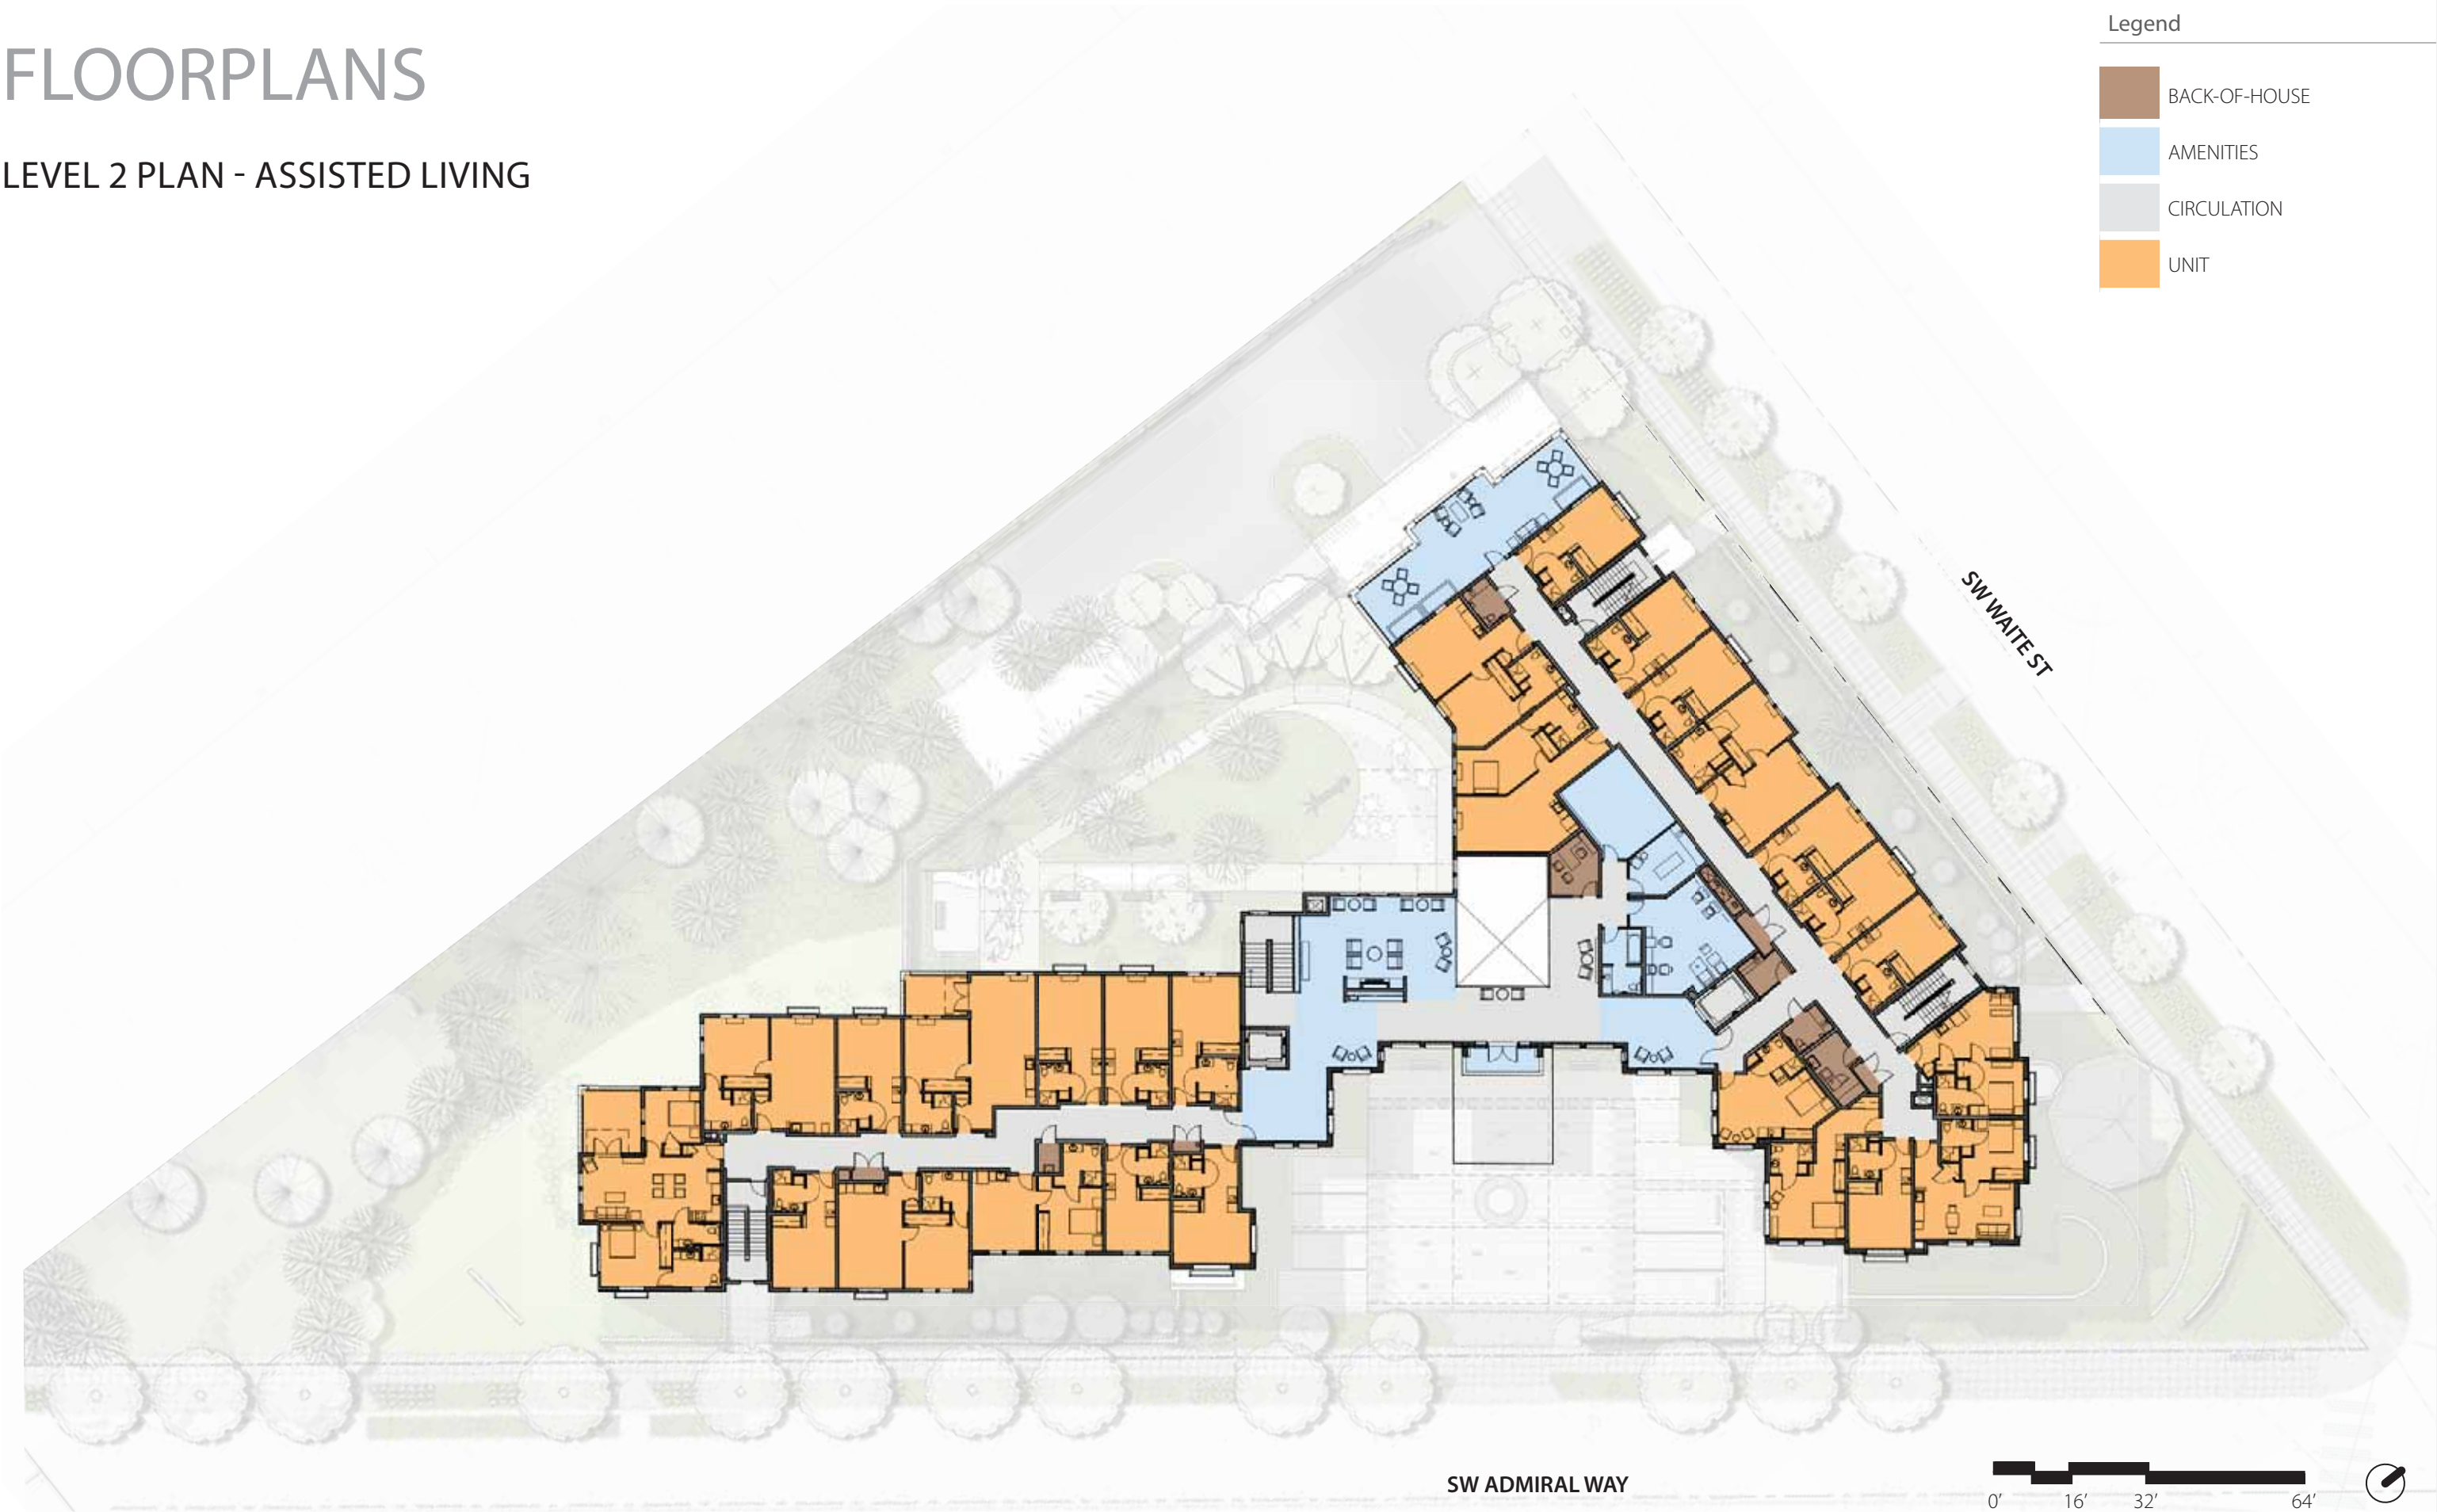 FLOORPLANS
LEVEL 2 PLAN - ASSISTED LIVING
Legend
BACK-OF-HOUSE
AMENITIES
CIRCULATION
UNIT
SW WAITE ST
SW ADMIRAL WAY
0’ 16’ 32’ 64’